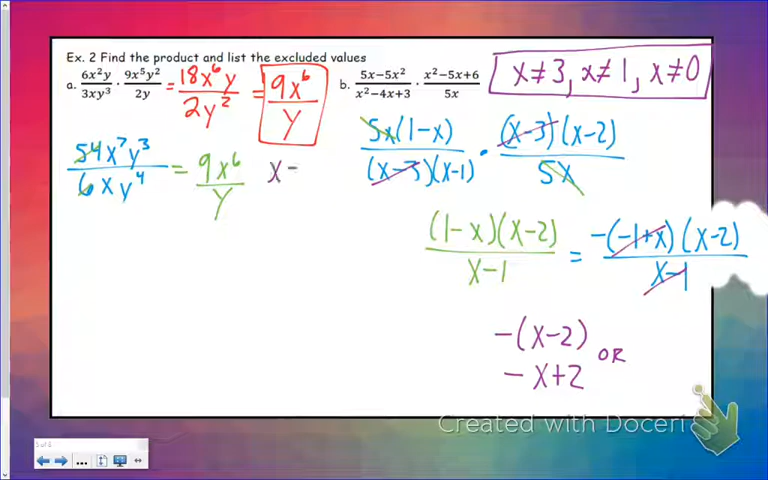 Ex. 2 Find the product and list the excluded values
a. 6x²y/3xy³ · 9x⁵y²/2y = 18x⁶y/2y² = 9x⁶/y
b. 5x−5x²/x²−4x+3 · x²−5x+6/5x
x≠3, x≠1, x≠0
54x⁷y³/6xy⁴ = 9x⁶/y
x =
5x(1−x)/(x−3)(x−1) · (x−3)(x−2)/5x
(1−x)(x−2)/x−1 = −(−1+x)(x−2)/x−1
−(x−2) OR
−x+2
Created with Doceri